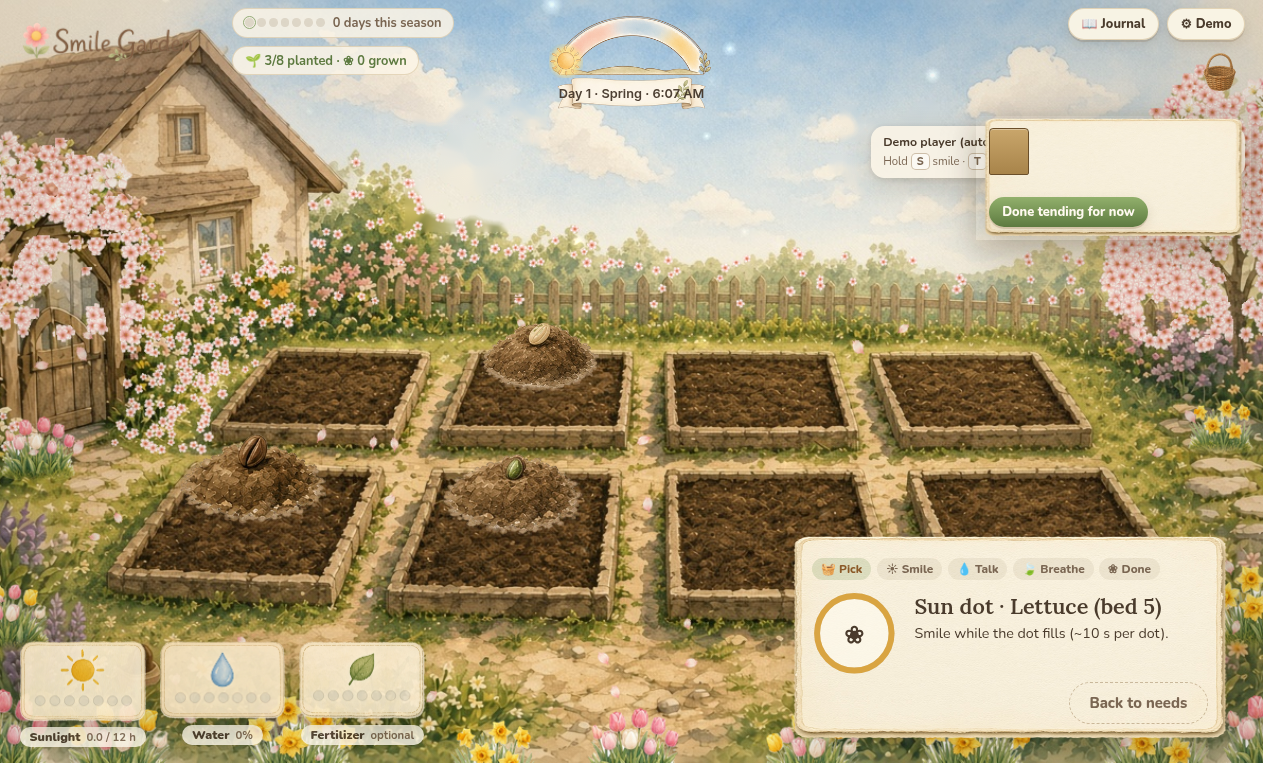 Smile Gard
0 days this season
3/8 planted · ❀ 0 grown
Day 1 · Spring · 6:07 AM
Journal
Demo
Demo player (auto
Hold S smile · T
Done tending for now
Pick
Smile
Talk
Breathe
Done
Sun dot · Lettuce (bed 5)
Smile while the dot fills (~10 s per dot).
Back to needs
Sunlight 0.0 / 12 h
Water 0%
Fertilizer optional